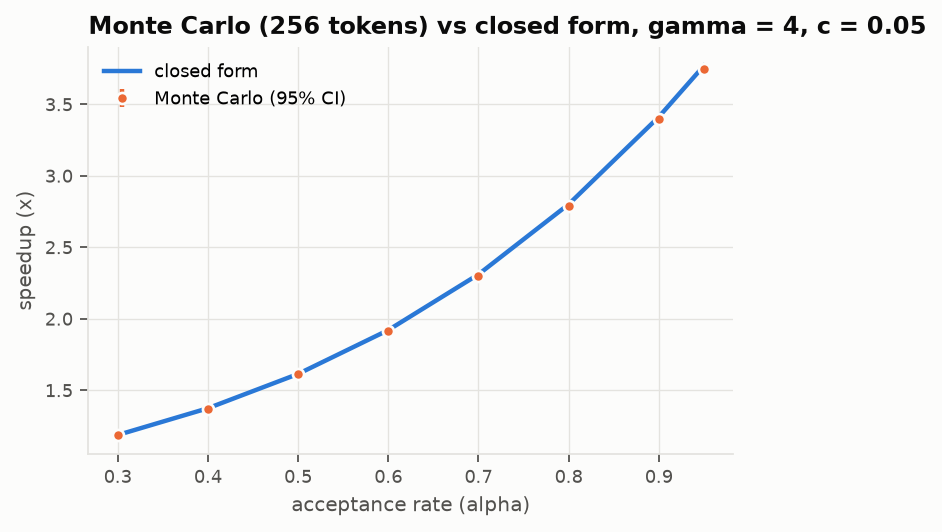 Monte Carlo (256 tokens) vs closed form, gamma = 4, c = 0.05
closed form
Monte Carlo (95% CI)
speedup (x)
3.5
3.0
2.5
2.0
1.5
0.3 0.4 0.5 0.6 0.7 0.8 0.9
acceptance rate (alpha)